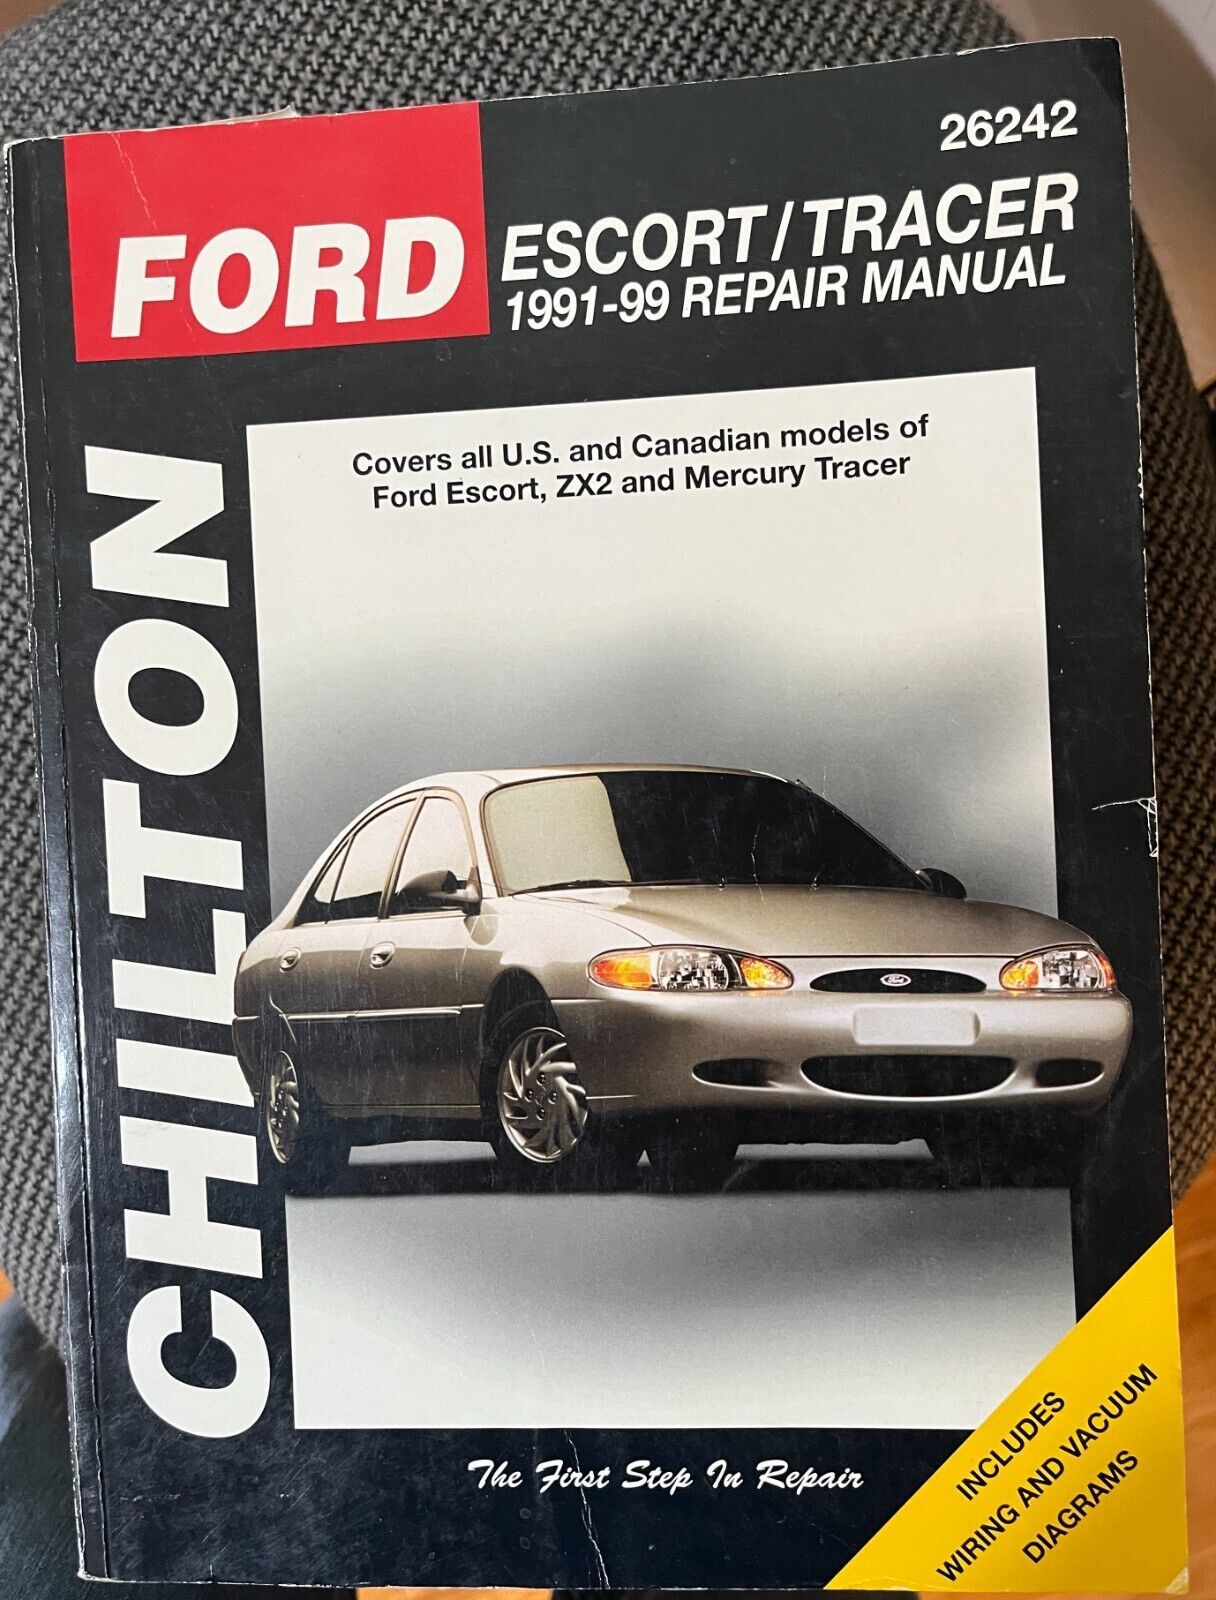 26242
FORD
ESCORT/TRACER
1991-99 REPAIR MANUAL
Covers all U.S. and Canadian models of
Ford Escort, ZX2 and Mercury Tracer
CHILTON
Ford
The First Step In Repair
INCLUDES
WIRING AND VACUUM
DIAGRAMS